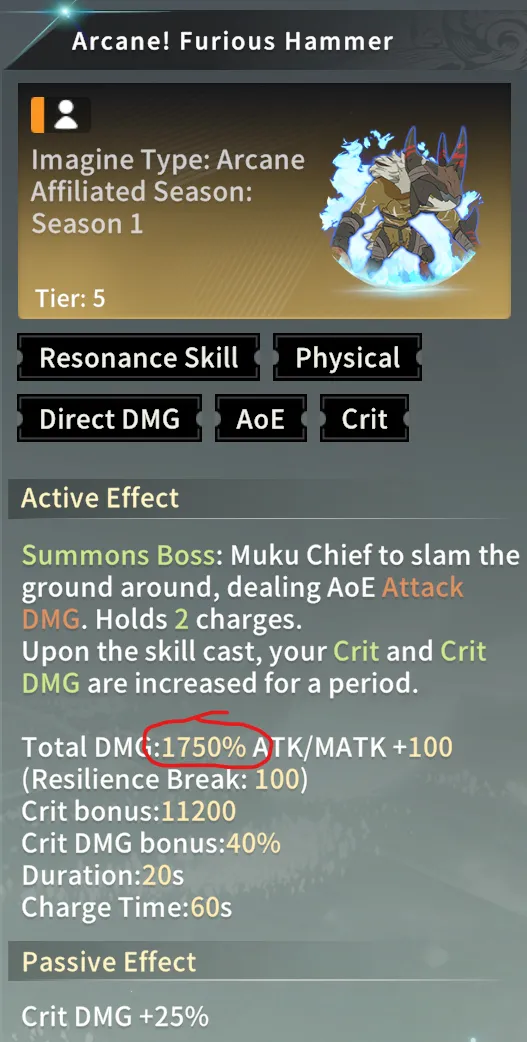 Arcane! Furious Hammer
Imagine Type: Arcane
Affiliated Season:
Season 1
Tier: 5
Resonance Skill
Physical
Direct DMG
AoE
Crit
Active Effect
Summons Boss: Muku Chief to slam the
ground around, dealing AoE Attack
DMG. Holds 2 charges.
Upon the skill cast, your Crit and Crit
DMG are increased for a period.
Total DMG:1750% ATK/MATK +100
(Resilience Break: 100)
Crit bonus:11200
Crit DMG bonus:40%
Duration:20s
Charge Time:60s
Passive Effect
Crit DMG +25%